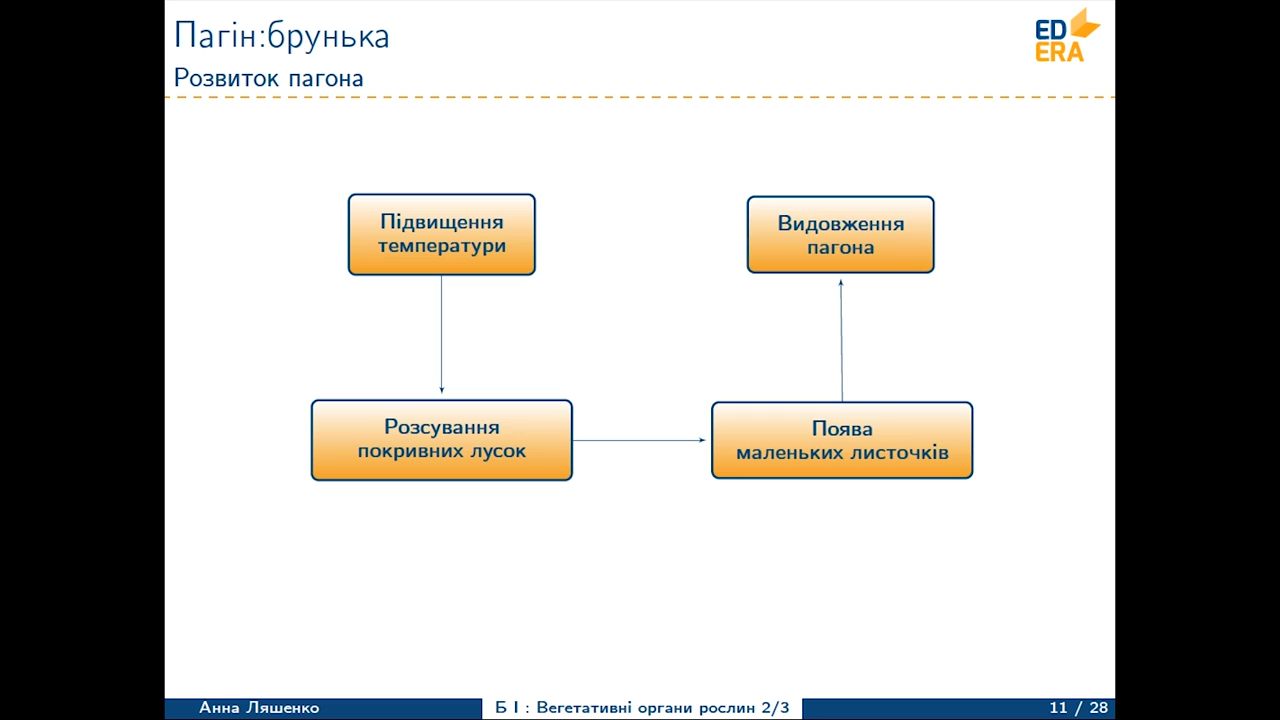 Пагін:брунька
Розвиток пагона
ED
ERA
Підвищення
температури
Видовження
пагона
Розсування
покривних лусок
Поява
маленьких листочків
Анна Ляшенко
Б І : Вегетативні органи рослин 2/3
11 / 28